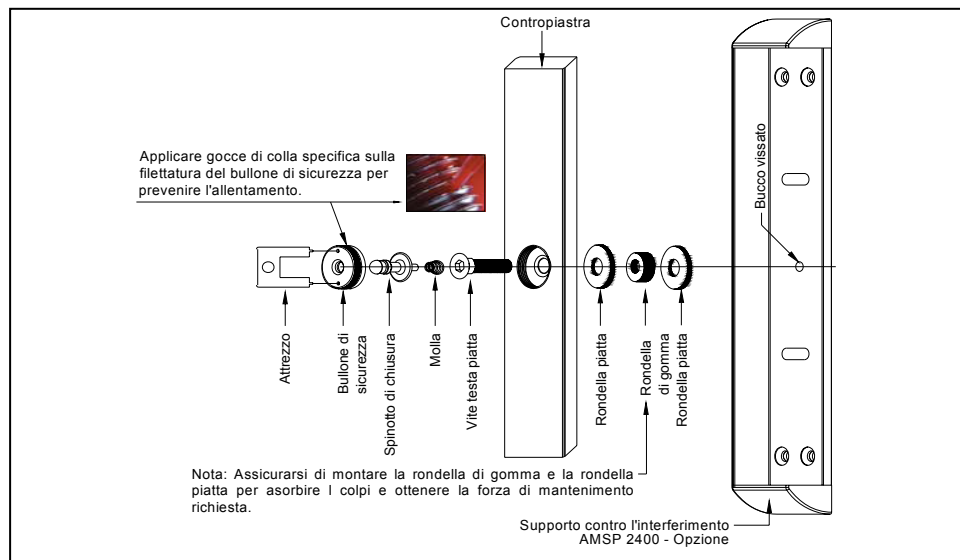 Contropiastra
Applicare gocce di colla specifica sulla
filettatura del bullone di sicurezza per
prevenire l'allentamento.
Bucco vissato
Attrezzo
Bullone di
sicurezza
Spinotto di chiusura
Molla
Vite testa piatta
Rondella piatta
Rondella
di gomma
Rondella piatta
Nota: Assicurarsi di montare la rondella di gomma e la rondella
piatta per asorbire I colpi e ottenere la forza di mantenimento
richiesta.
Supporto contro l'interferimento
AMSP 2400 - Opzione